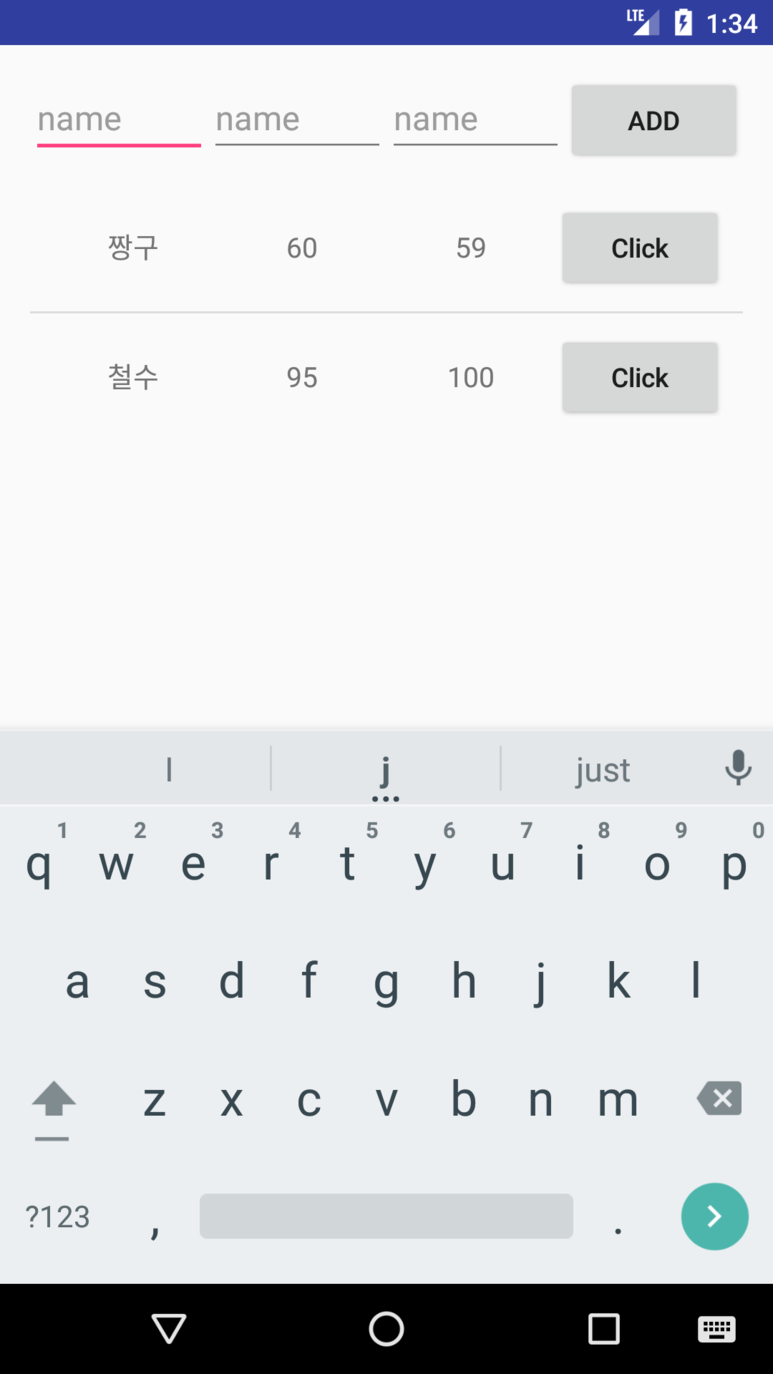 LTE 1:34
name name name ADD
짱구 60 59 Click
철수 95 100 Click
l j just
1 2 3 4 5 6 7 8 9 0
q w e r t y u i o p
a s d f g h j k l
z x c v b n m
?123 , .